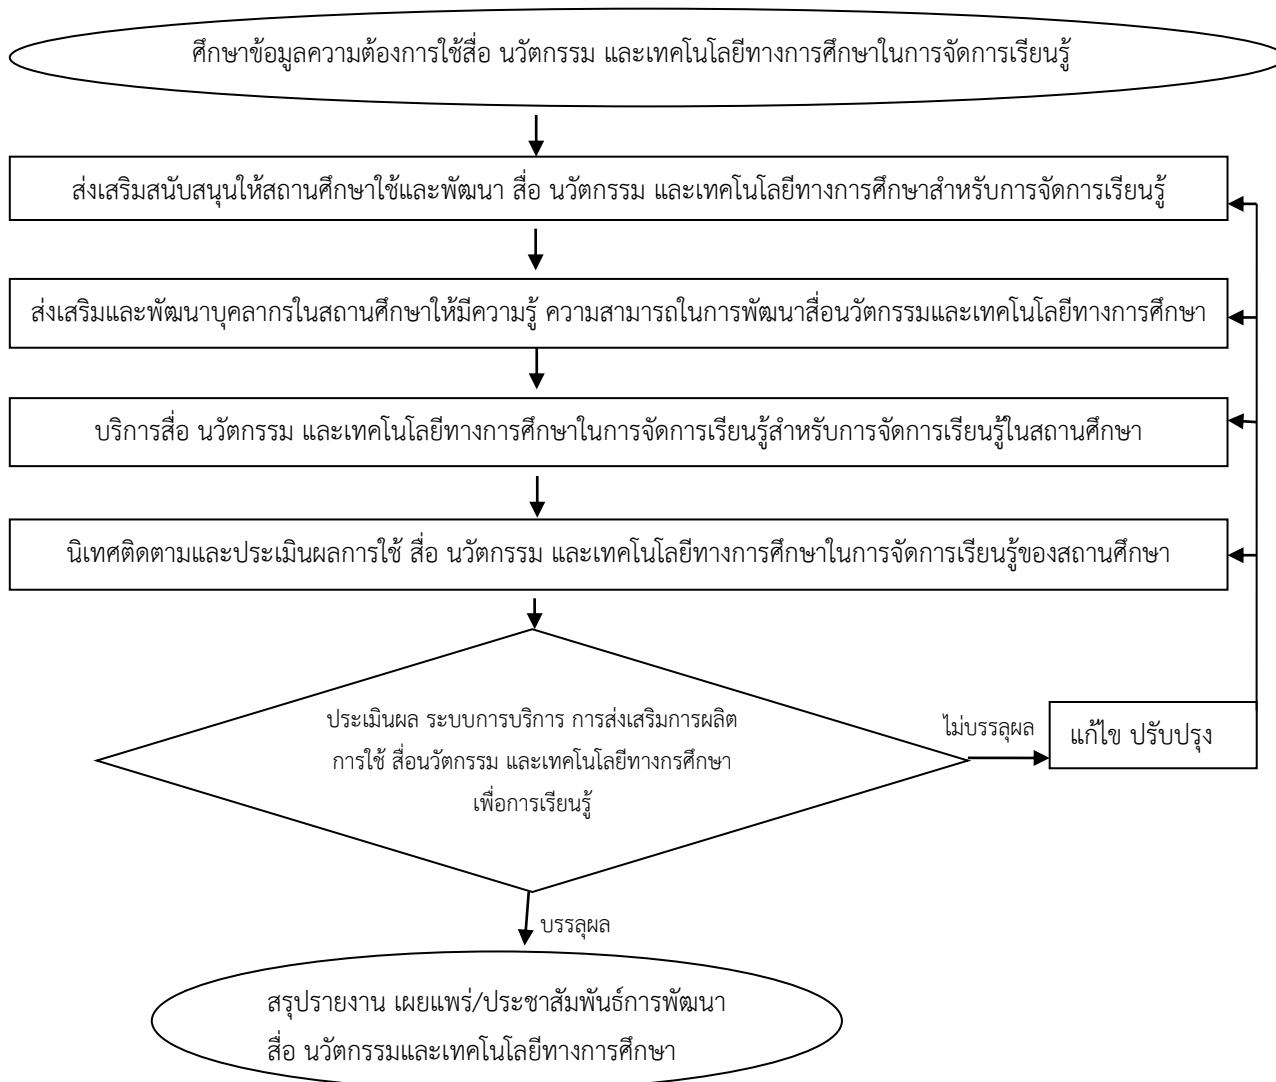 ศึกษาข้อมูลความต้องการใช้สื่อ นวัตกรรม และเทคโนโลยีทางการศึกษาในการจัดการเรียนรู้
ส่งเสริมสนับสนุนให้สถานศึกษาใช้และพัฒนา สื่อ นวัตกรรม และเทคโนโลยีทางการศึกษาสำหรับการจัดการเรียนรู้
ส่งเสริมและพัฒนาบุคลากรในสถานศึกษาให้มีความรู้ ความสามารถในการพัฒนาสื่อนวัตกรรมและเทคโนโลยีทางการศึกษา
บริการสื่อ นวัตกรรม และเทคโนโลยีทางการศึกษาในการจัดการเรียนรู้สำหรับการจัดการเรียนรู้ในสถานศึกษา
นิเทศติดตามและประเมินผลการใช้ สื่อ นวัตกรรม และเทคโนโลยีทางการศึกษาในการจัดการเรียนรู้ของสถานศึกษา
ประเมินผล ระบบการบริการ การส่งเสริมการผลิต
การใช้ สื่อนวัตกรรม และเทคโนโลยีทางกรศึกษา
เพื่อการเรียนรู้
ไม่บรรลุผล
แก้ไข ปรับปรุง
บรรลุผล
สรุปรายงาน เผยแพร่/ประชาสัมพันธ์การพัฒนา
สื่อ นวัตกรรมและเทคโนโลยีทางการศึกษา